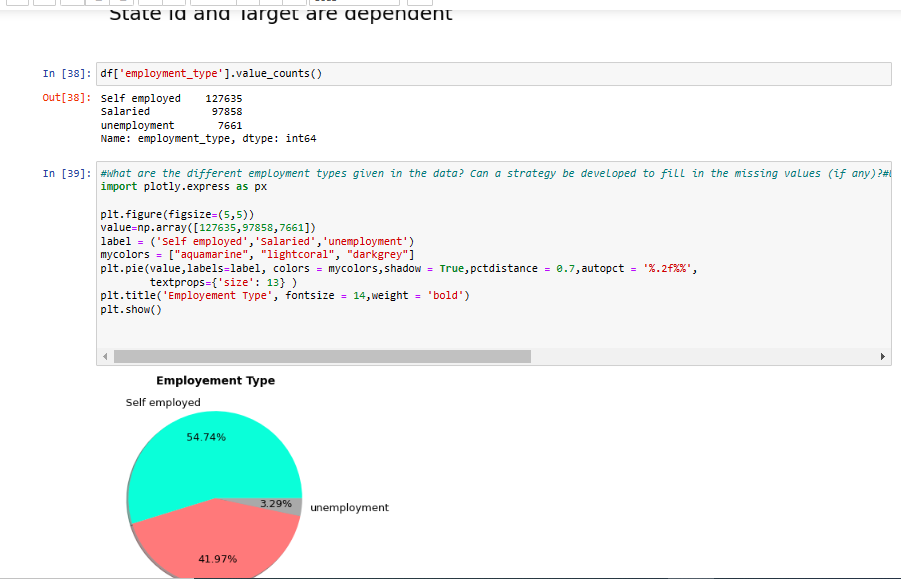 State Id and Target are dependent
In [38]: df['employment_type'].value_counts()
Out[38]: Self employed    127635
Salaried          97858
unemployment       7661
Name: employment_type, dtype: int64
In [39]: #What are the different employment types given in the data? Can a strategy be developed to fill in the missing values (if any)?#
import plotly.express as px
plt.figure(figsize=(5,5))
value=np.array([127635,97858,7661])
label = ('Self employed','Salaried','unemployment')
mycolors = ["aquamarine", "lightcoral", "darkgrey"]
plt.pie(value,labels=label, colors = mycolors,shadow = True,pctdistance = 0.7,autopct = '%.2f%%',
textprops={'size': 13} )
plt.title('Employement Type', fontsize = 14,weight = 'bold')
plt.show()
Employement Type
Self employed
54.74%
3.29%
unemployment
41.97%